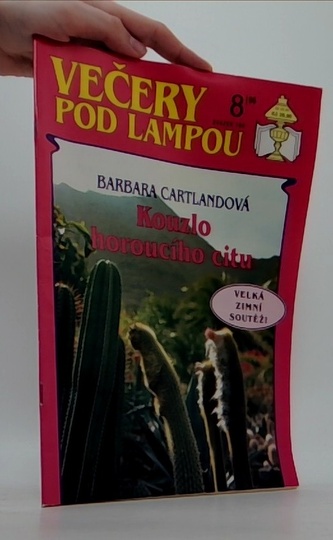 VEČERY
POD LAMPOU
8
BARBARA CARTLANDOVÁ
Kouzlo
horoucího citu
VELKÁ
ZIMNÍ
SOUTĚŽ!